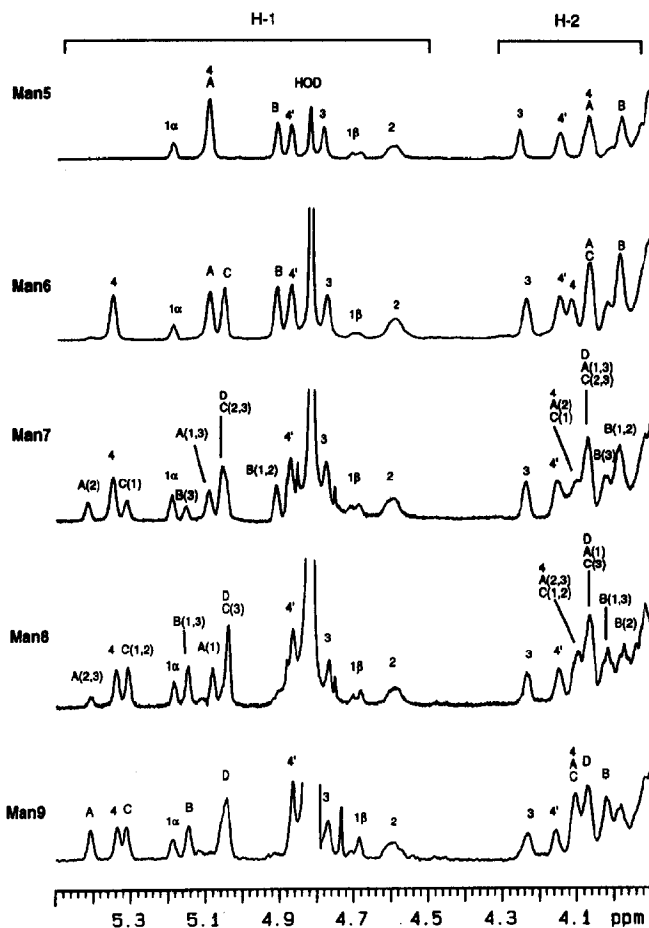 H-1 H-2
Man5
1α
4
A
B
4'
HOD
3
1β
2
3
4'
4
A
B
Man6
4
1α
A
C
B
4'
3
1β
2
3
4'
4
A
C
B
Man7
A(2)
4
C(1)
1α
B(3)
A(1,3)
D
C(2,3)
B(1,2)
4'
3
1β
2
3
4'
4
A(2)
C(1)
D
A(1,3)
C(2,3)
B(3)
B(1,2)
Man8
A(2,3)
4
C(1,2)
1α
B(1,3)
A(1)
D
C(3)
4'
3
1β
2
3
4'
4
A(2,3)
C(1,2)
D
A(1)
C(3)
B(1,3)
B(2)
Man9
A
4
C
1α
B
D
4'
3
1β
2
3
4'
4
A
C
D
B
5.3 5.1 4.9 4.7 4.5 4.3 4.1 ppm